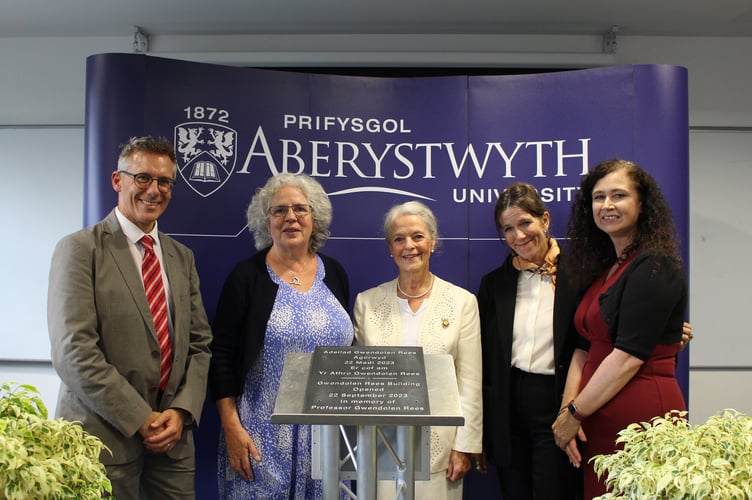 1872
PRIFYSGOL
ABERYSTWYTH
UNIVERSITY
Adeilad Gwendolen Rees
Agorwyd
22 Medi 2023
Er cof am
Yr Athro Gwendolen Rees
Gwendolen Rees Building
Opened
22 September 2023
In memory of
Professor Gwendolen Rees